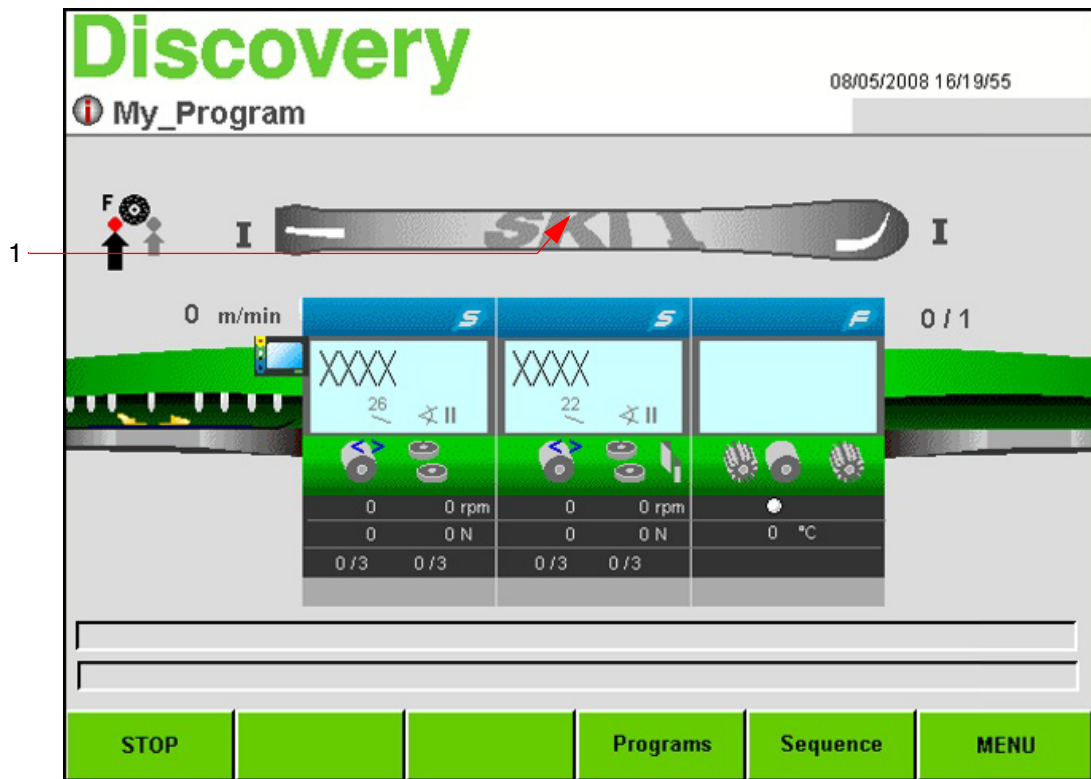 Discovery
08/05/2008 16/19/55
i My_Program
F
I SKI I
1
0 m/min S S F 0 / 1
XXXX XXXX
26 II 22 II
< > < >
0 0 rpm 0 0 rpm
0 0 N 0 0 N 0 °C
0 / 3 0 / 3 0 / 3 0 / 3
STOP Programs Sequence MENU